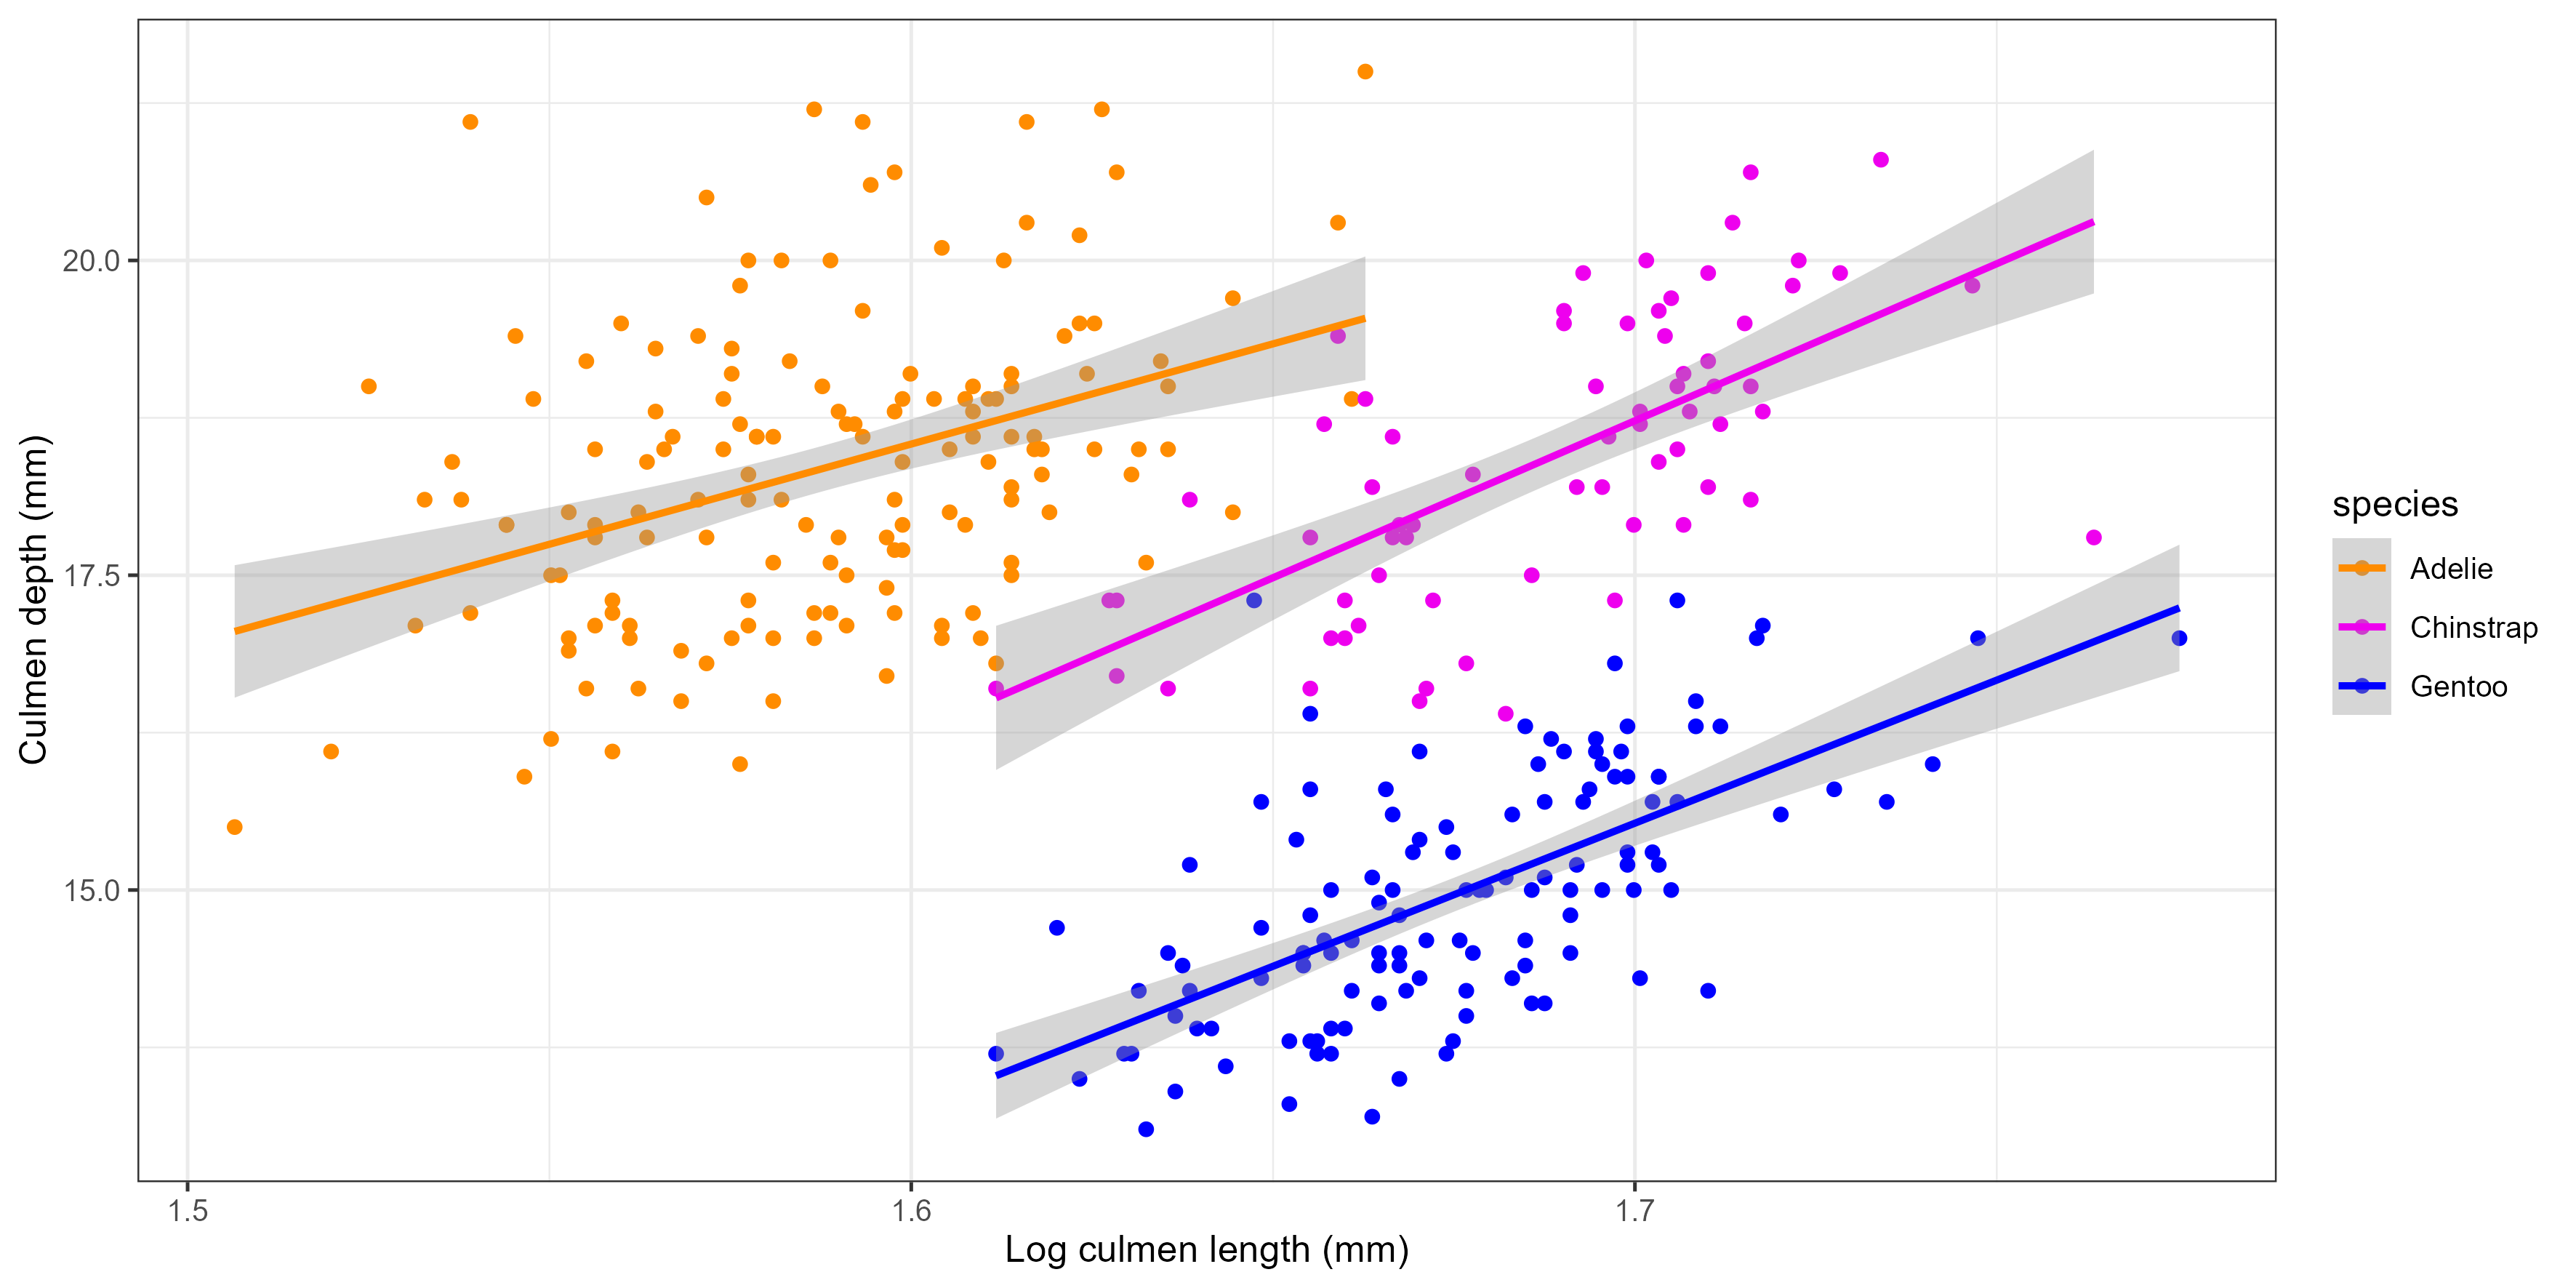 20.0
17.5
15.0
Culmen depth (mm)
1.5 1.6 1.7
Log culmen length (mm)
species
Adelie
Chinstrap
Gentoo